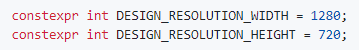 constexpr int DESIGN_RESOLUTION_WIDTH = 1280;
constexpr int DESIGN_RESOLUTION_HEIGHT = 720;